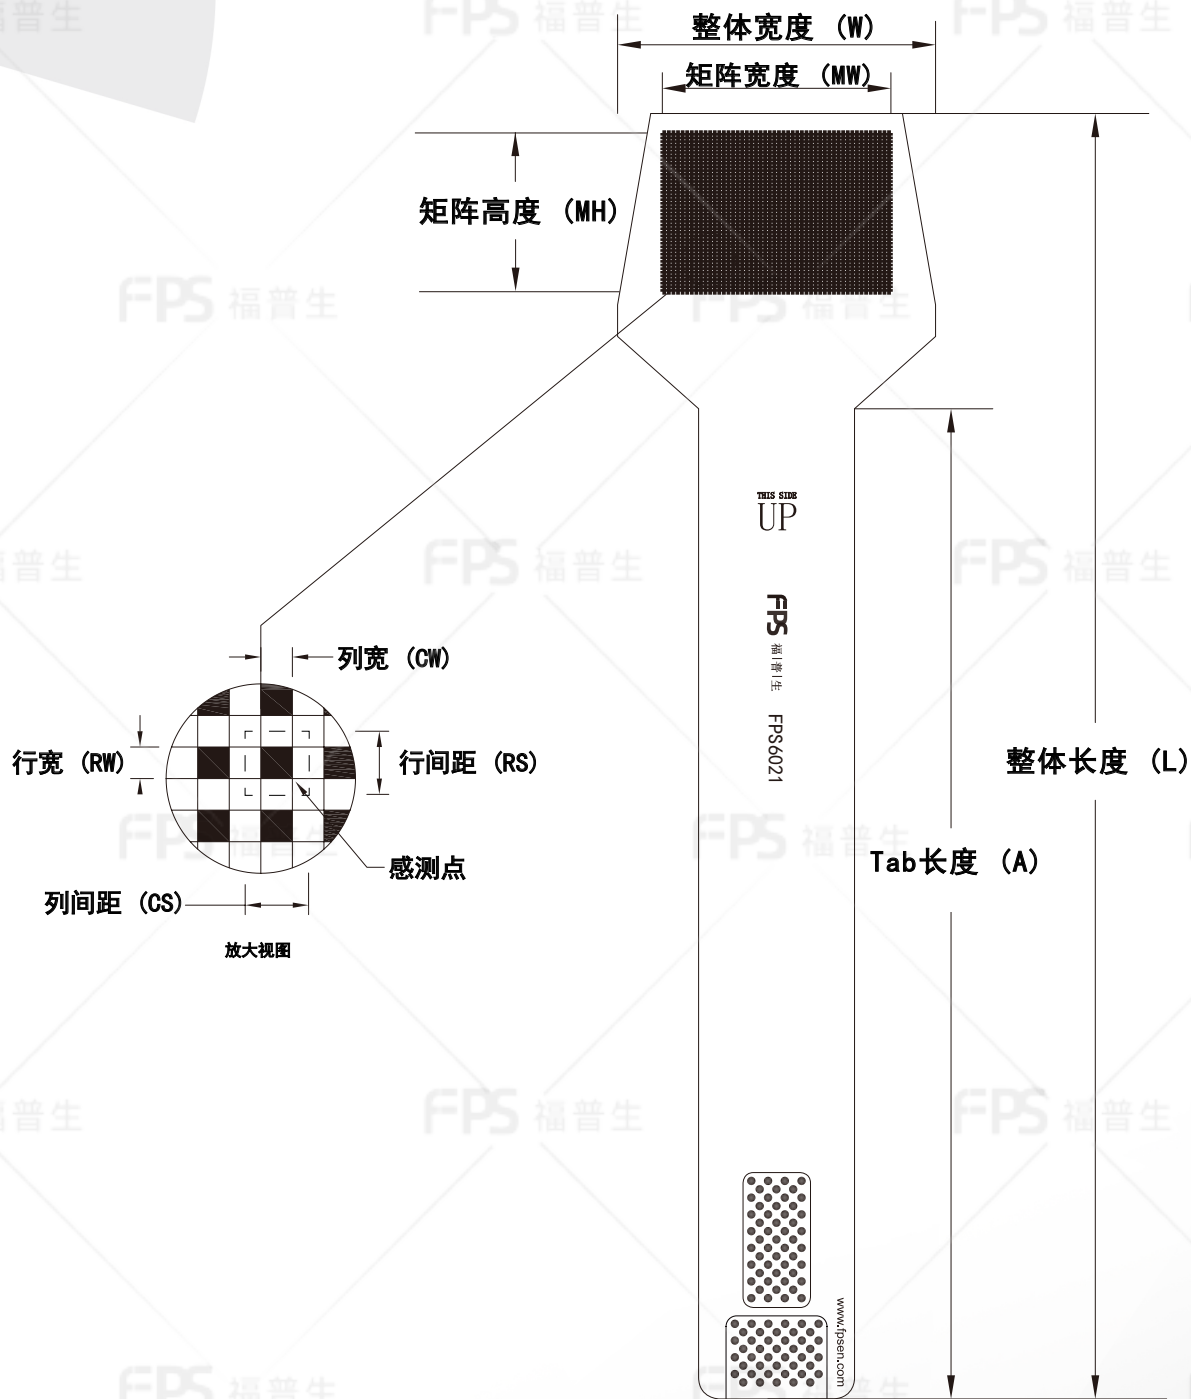 整体宽度 (W)
矩阵宽度 (MW)
矩阵高度 (MH)
THIS SIDE
UP
FPS 福|普|生 FPS6021
列宽 (CW)
行宽 (RW)
行间距 (RS)
感测点
列间距 (CS)
放大视图
整体长度 (L)
Tab长度 (A)
www.fpsen.com
FPS 福普生